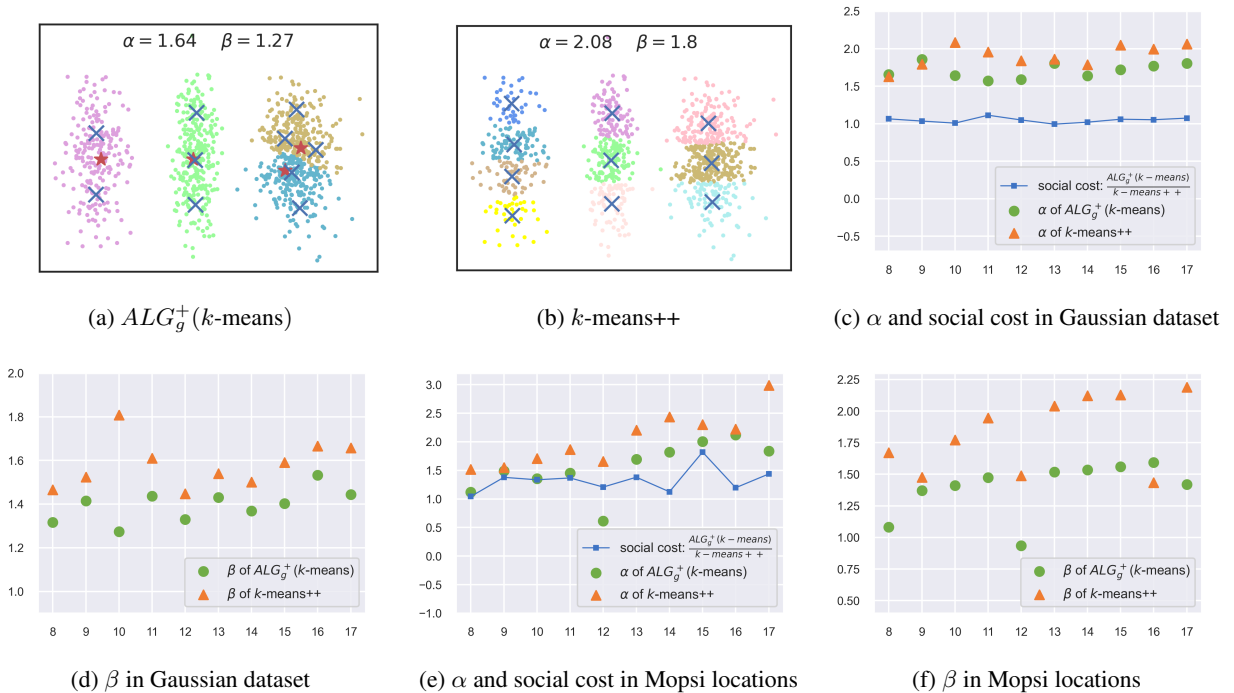 α = 1.64 β = 1.27
(a) ALG_g^+(k-means)
α = 2.08 β = 1.8
(b) k-means++
2.5
2.0
1.5
1.0
0.5
0.0
−0.5
social cost: ALG_g^+(k−means)/k−means++
α of ALG_g^+(k-means)
α of k-means++
8 9 10 11 12 13 14 15 16 17
(c) α and social cost in Gaussian dataset
2.0
1.8
1.6
1.4
1.2
1.0
β of ALG_g^+(k-means)
β of k-means++
8 9 10 11 12 13 14 15 16 17
(d) β in Gaussian dataset
3.0
2.5
2.0
1.5
1.0
0.5
0.0
−0.5
−1.0
social cost: ALG_g^+(k−means)/k−means++
α of ALG_g^+(k-means)
α of k-means++
8 9 10 11 12 13 14 15 16 17
(e) α and social cost in Mopsi locations
2.25
2.00
1.75
1.50
1.25
1.00
0.75
0.50
β of ALG_g^+(k-means)
β of k-means++
8 9 10 11 12 13 14 15 16 17
(f) β in Mopsi locations